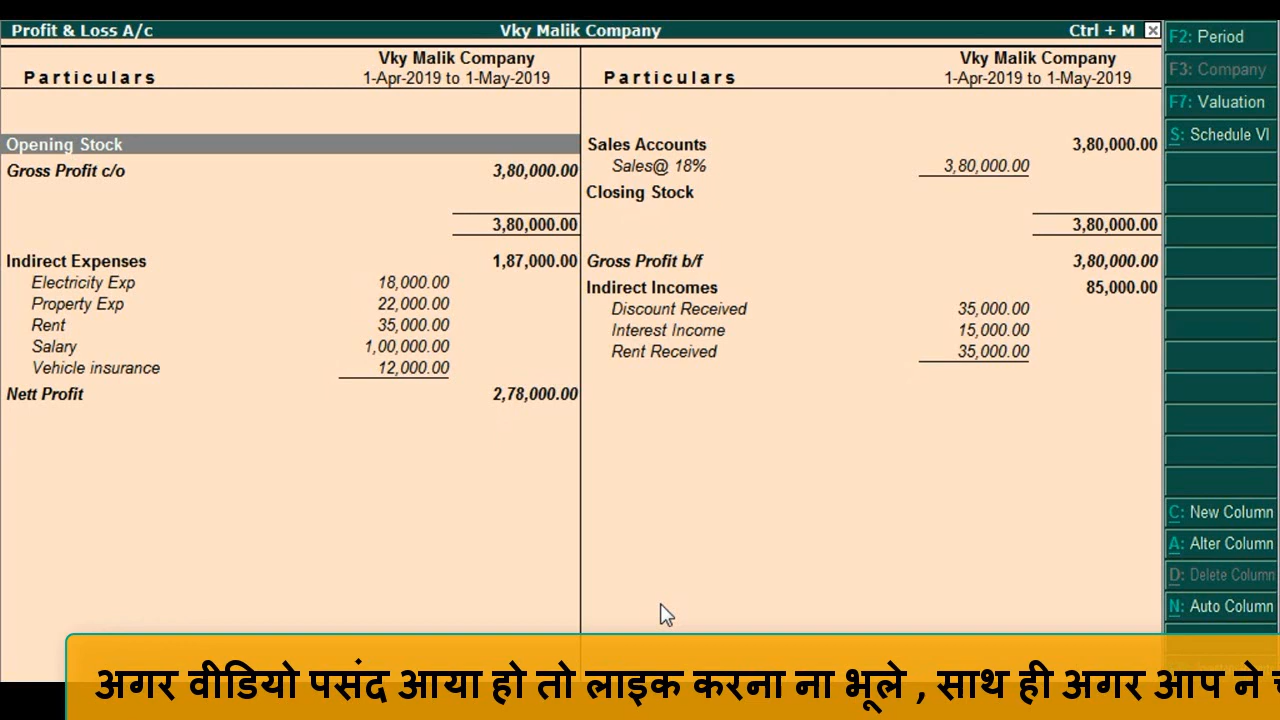 Profit & Loss A/c Vky Malik Company Ctrl + M
Particulars Vky Malik Company 1-Apr-2019 to 1-May-2019
Opening Stock
Gross Profit c/o 3,80,000.00
3,80,000.00
Indirect Expenses 1,87,000.00
Electricity Exp 18,000.00
Property Exp 22,000.00
Rent 35,000.00
Salary 1,00,000.00
Vehicle insurance 12,000.00
Nett Profit 2,78,000.00
Particulars Vky Malik Company 1-Apr-2019 to 1-May-2019
Sales Accounts 3,80,000.00
Sales@ 18% 3,80,000.00
Closing Stock
3,80,000.00
Gross Profit b/f 3,80,000.00
Indirect Incomes 85,000.00
Discount Received 35,000.00
Interest Income 15,000.00
Rent Received 35,000.00
F2: Period
F3: Company
F7: Valuation
S: Schedule VI
C: New Column
A: Alter Column
D: Delete Column
N: Auto Column
अगर वीडियो पसंद आया हो तो लाइक करना ना भूले , साथ ही अगर आप ने